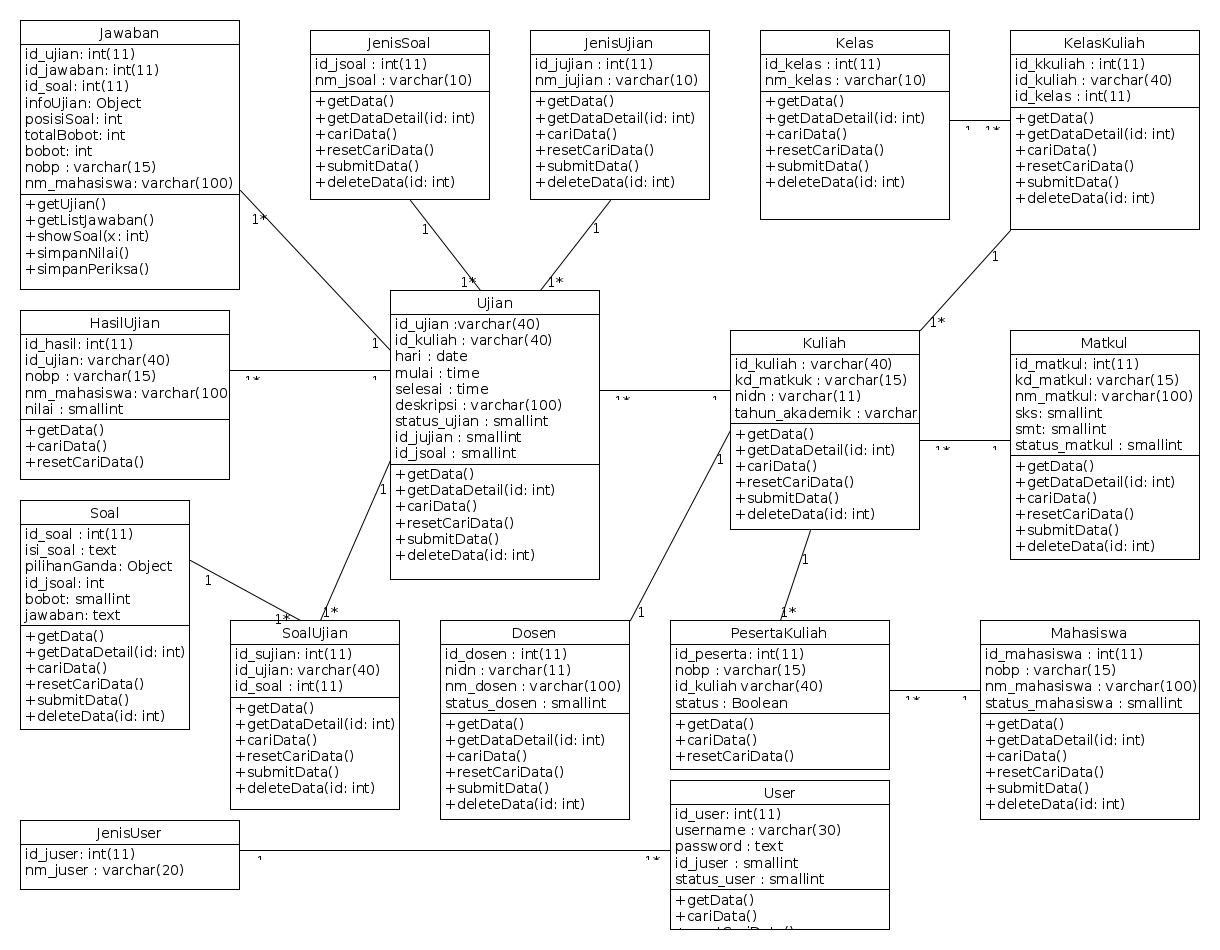 Jawaban
id_ujian: int(11)
id_jawaban: int(11)
id_soal: int(11)
infoUjian: Object
posisiSoal: int
totalBobot: int
bobot: int
nobp : varchar(15)
nm_mahasiswa: varchar(100)
+getUjian()
+getListJawaban()
+showSoal(x: int)
+simpanNilai()
+simpanPeriksa()
JenisSoal
id_jsoal : int(11)
nm_jsoal : varchar(10)
+getData()
+getDataDetail(id: int)
+cariData()
+resetCariData()
+submitData()
+deleteData(id: int)
JenisUjian
id_jujian : int(11)
nm_jujian : varchar(10)
+getData()
+getDataDetail(id: int)
+cariData()
+resetCariData()
+submitData()
+deleteData(id: int)
Kelas
id_kelas : int(11)
nm_kelas : varchar(10)
+getData()
+getDataDetail(id: int)
+cariData()
+resetCariData()
+submitData()
+deleteData(id: int)
1 1*
KelasKuliah
id_kkuliah : int(11)
id_kuliah : varchar(40)
id_kelas : int(11)
+getData()
+getDataDetail(id: int)
+cariData()
+resetCariData()
+submitData()
+deleteData(id: int)
1*
1
1
1*
1*
1
1
1*
HasilUjian
id_hasil: int(11)
id_ujian: varchar(40)
nobp : varchar(15)
nm_mahasiswa: varchar(100
nilai : smallint
+getData()
+cariData()
+resetCariData()
1* 1
Ujian
id_ujian :varchar(40)
id_kuliah : varchar(40)
hari : date
mulai : time
selesai : time
deskripsi : varchar(100)
status_ujian : smallint
id_jujian : smallint
id_jsoal : smallint
+getData()
+getDataDetail(id: int)
+cariData()
+resetCariData()
+submitData()
+deleteData(id: int)
1* 1
Kuliah
id_kuliah : varchar(40)
kd_matkuk : varchar(15)
nidn : varchar(11)
tahun_akademik : varchar
+getData()
+getDataDetail(id: int)
+cariData()
+resetCariData()
+submitData()
+deleteData(id: int)
1* 1
Matkul
id_matkul: int(11)
kd_matkul: varchar(15)
nm_matkul: varchar(100)
sks: smallint
smt: smallint
status_matkul : smallint
+getData()
+getDataDetail(id: int)
+cariData()
+resetCariData()
+submitData()
+deleteData(id: int)
Soal
id_soal : int(11)
isi_soal : text
pilihanGanda: Object
id_jsoal: int
bobot: smallint
jawaban: text
+getData()
+getDataDetail(id: int)
+cariData()
+resetCariData()
+submitData()
+deleteData(id: int)
1
1*
1
1*
1
1
1
1*
SoalUjian
id_sujian: int(11)
id_ujian: varchar(40)
id_soal : int(11)
+getData()
+getDataDetail(id: int)
+cariData()
+resetCariData()
+submitData()
+deleteData(id: int)
Dosen
id_dosen : int(11)
nidn : varchar(11)
nm_dosen : varchar(100)
status_dosen : smallint
+getData()
+getDataDetail(id: int)
+cariData()
+resetCariData()
+submitData()
+deleteData(id: int)
PesertaKuliah
id_peserta: int(11)
nobp : varchar(15)
id_kuliah varchar(40)
status : Boolean
+getData()
+cariData()
+resetCariData()
1* 1
Mahasiswa
id_mahasiswa : int(11)
nobp : varchar(15)
nm_mahasiswa : varchar(100)
status_mahasiswa : smallint
+getData()
+getDataDetail(id: int)
+cariData()
+resetCariData()
+submitData()
+deleteData(id: int)
JenisUser
id_juser: int(11)
nm_juser : varchar(20)
1 1*
User
id_user: int(11)
username : varchar(30)
password : text
id_juser : smallint
status_user : smallint
+getData()
+cariData()